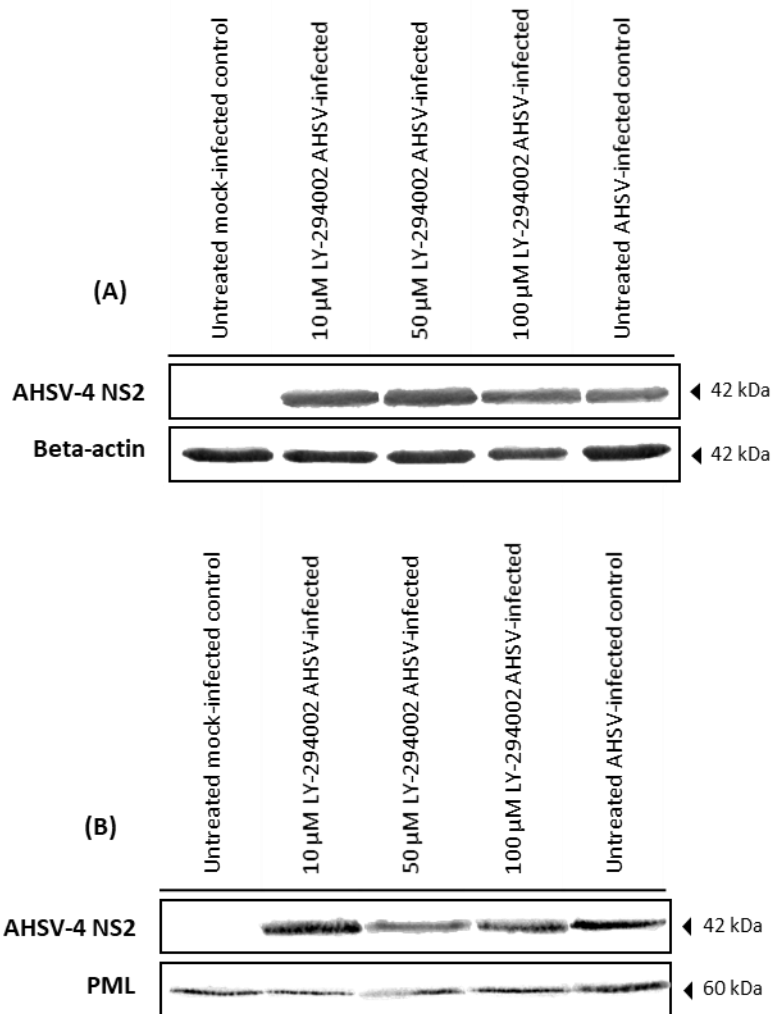 (A)
Untreated mock-infected control
10 µM LY-294002 AHSV-infected
50 µM LY-294002 AHSV-infected
100 µM LY-294002 AHSV-infected
Untreated AHSV-infected control
AHSV-4 NS2
42 kDa
Beta-actin
42 kDa
(B)
Untreated mock-infected control
10 µM LY-294002 AHSV-infected
50 µM LY-294002 AHSV-infected
100 µM LY-294002 AHSV-infected
Untreated AHSV-infected control
AHSV-4 NS2
42 kDa
PML
60 kDa